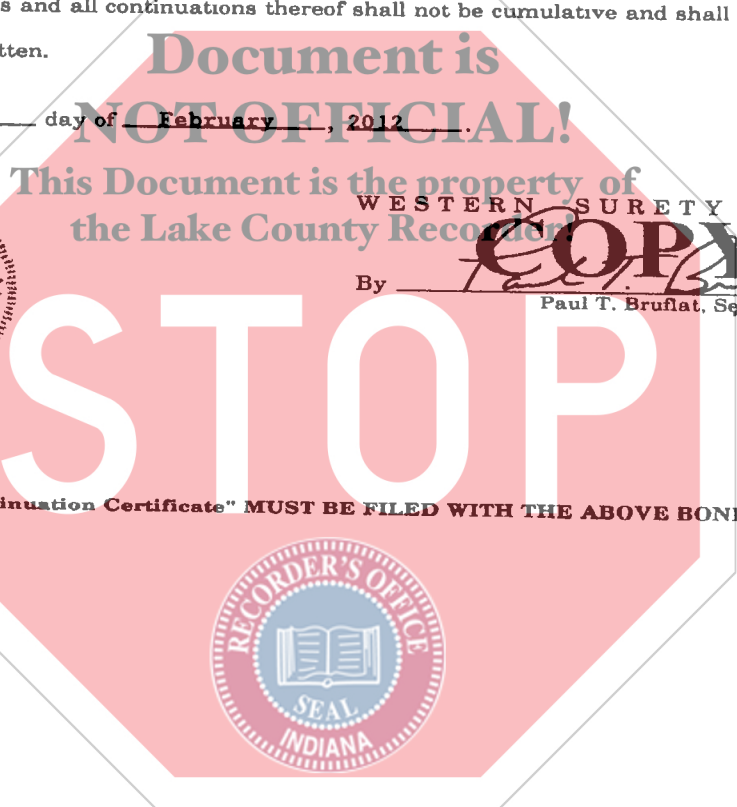 s and all continuations thereof shall not be cumulative and shall
tten.
Document is
day of February, 2012.
NOT OFFICIAL!
This Document is the property of
WESTERN SURETY
the Lake County Recorder!
COPY
By
Paul T. Bruflat, Se
STOP
inuation Certificate" MUST BE FILED WITH THE ABOVE BON
RECORDER'S OFFICE
SEAL
INDIANA